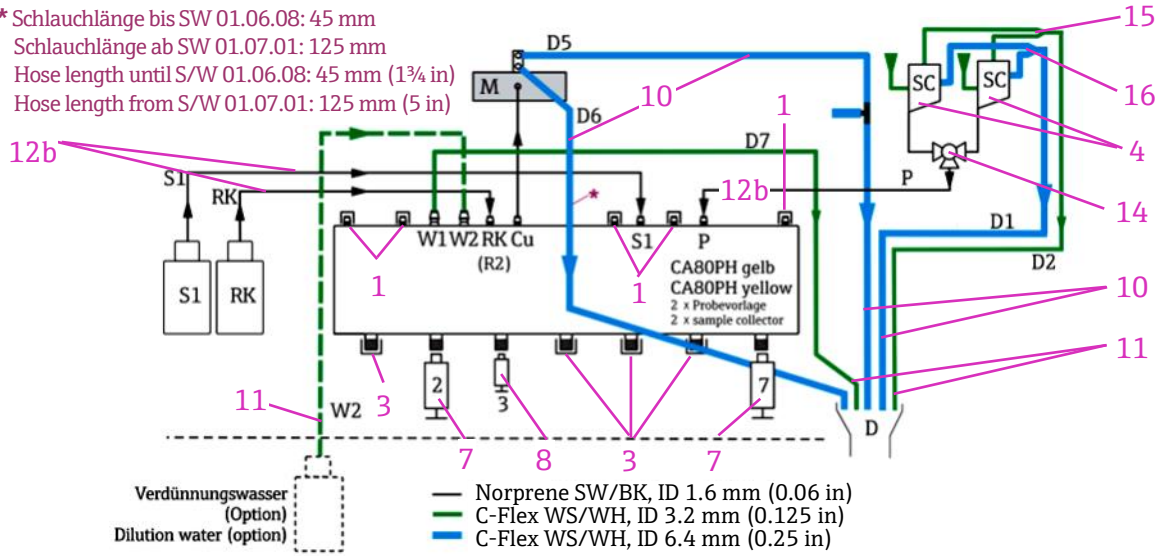 * Schlauchlänge bis SW 01.06.08: 45 mm
Schlauchlänge ab SW 01.07.01: 125 mm
Hose length until S/W 01.06.08: 45 mm (1¾ in)
Hose length from S/W 01.07.01: 125 mm (5 in)
D5
15
M
10
SC
SC
16
D6
1
12b
D7
4
S1
RK
*
12b
P
14
W1 W2 RK Cu
(R2)
S1
P
D1
D2
1
1
CA80PH gelb
CA80PH yellow
2 x Probevorlage
2 x sample collector
S1
RK
10
11
3
2
3
7
11
W2
D
7
8
3
7
Verdünnungswasser
(Option)
Dilution water (option)
Norprene SW/BK, ID 1.6 mm (0.06 in)
C-Flex WS/WH, ID 3.2 mm (0.125 in)
C-Flex WS/WH, ID 6.4 mm (0.25 in)